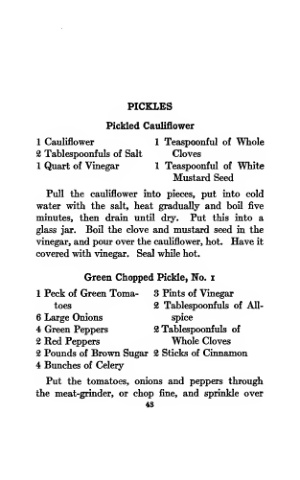 PICKLES
Pickled Cauliflower
1 Cauliflower
2 Tablespoonfuls of Salt
1 Quart of Vinegar
1 Teaspoonful of Whole
Cloves
1 Teaspoonful of White
Mustard Seed
Pull the cauliflower into pieces, put into cold
water with the salt, heat gradually and boil five
minutes, then drain until dry. Put this into a
glass jar. Boil the clove and mustard seed in the
vinegar, and pour over the cauliflower, hot. Have it
covered with vinegar. Seal while hot.
Green Chopped Pickle, No. 1
1 Peck of Green Toma-
toes
6 Large Onions
4 Green Peppers
2 Red Peppers
2 Pounds of Brown Sugar
4 Bunches of Celery
3 Pints of Vinegar
2 Tablespoonfuls of All-
spice
2 Tablespoonfuls of
Whole Cloves
2 Sticks of Cinnamon
Put the tomatoes, onions and peppers through
the meat-grinder, or chop fine, and sprinkle over
43